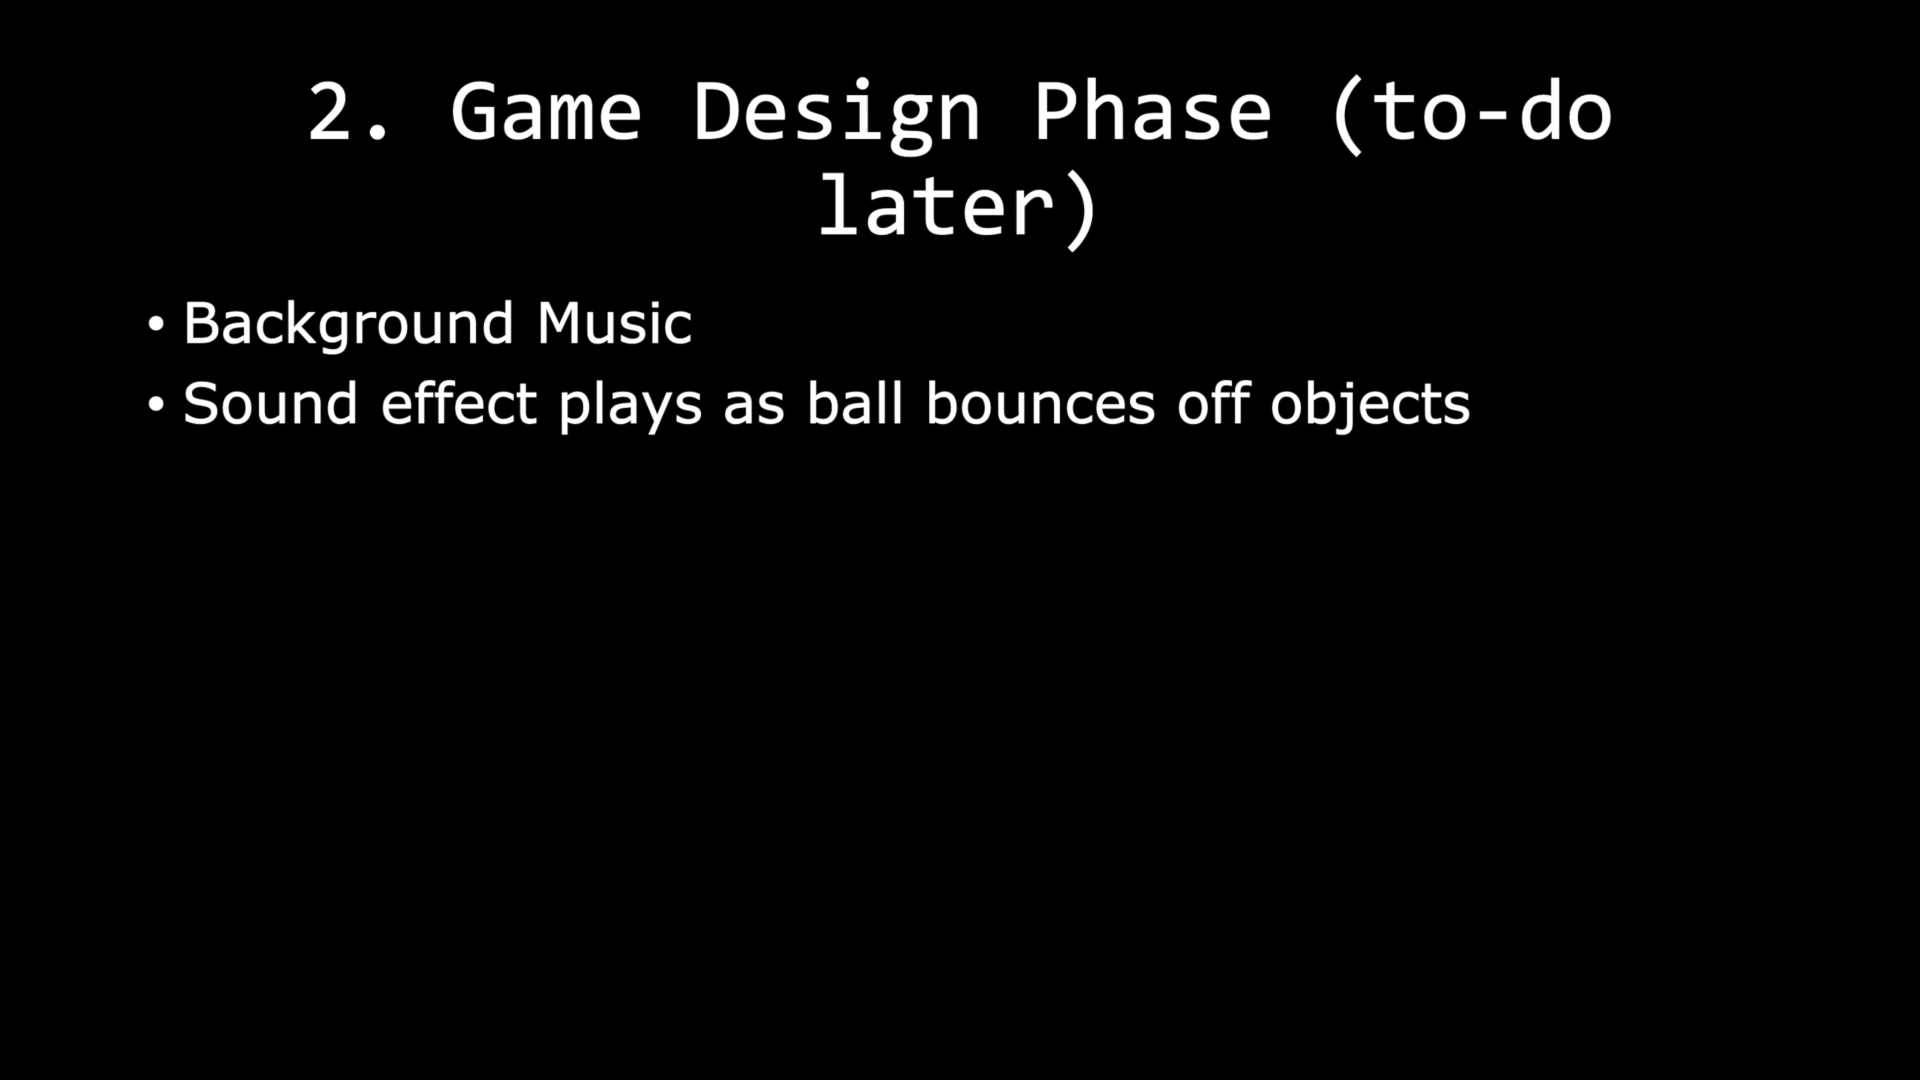 2. Game Design Phase (to-do
later)
• Background Music
• Sound effect plays as ball bounces off objects